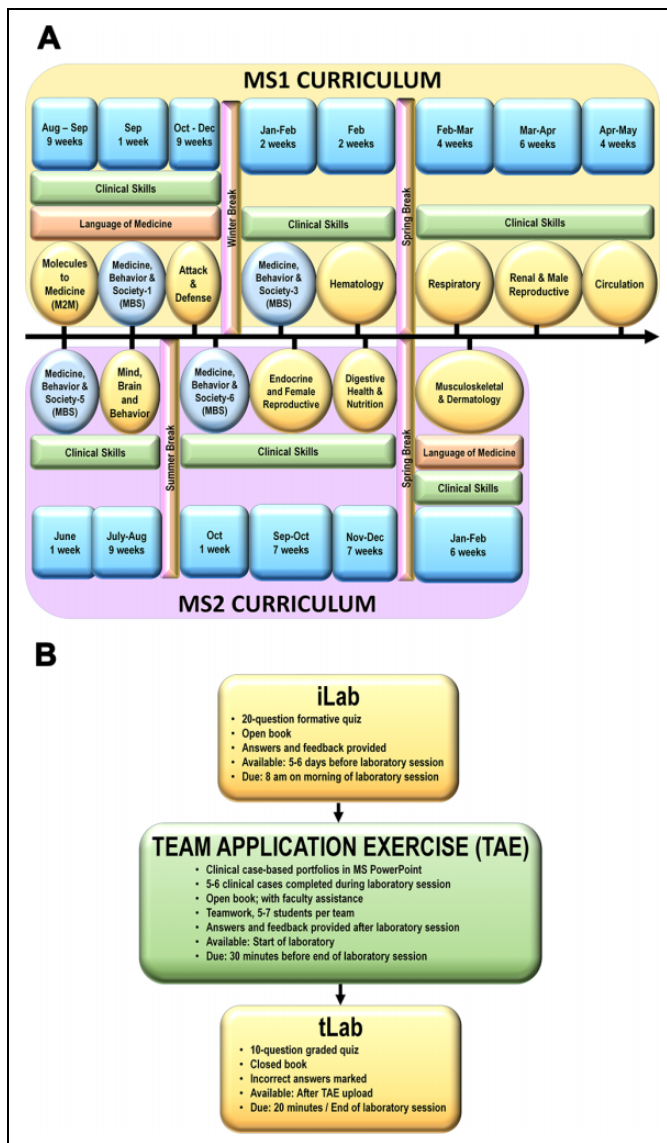 A
MS1 CURRICULUM
Aug – Sep
9 weeks
Sep
1 week
Oct - Dec
9 weeks
Jan-Feb
2 weeks
Feb
2 weeks
Feb-Mar
4 weeks
Mar-Apr
6 weeks
Apr-May
4 weeks
Winter Break
Spring Break
Clinical Skills
Language of Medicine
Clinical Skills
Clinical Skills
Molecules
to
Medicine
(M2M)
Medicine,
Behavior &
Society-1
(MBS)
Attack
&
Defense
Medicine,
Behavior &
Society-3
(MBS)
Hematology
Respiratory
Renal & Male
Reproductive
Circulation
Medicine,
Behavior &
Society-5
(MBS)
Mind,
Brain
and
Behavior
Medicine,
Behavior &
Society-6
(MBS)
Endocrine
and Female
Reproductive
Digestive
Health &
Nutrition
Musculoskeletal
& Dermatology
Summer Break
Spring Break
Clinical Skills
Clinical Skills
Language of Medicine
Clinical Skills
June
1 week
July-Aug
9 weeks
Oct
1 week
Sep-Oct
7 weeks
Nov-Dec
7 weeks
Jan-Feb
6 weeks
MS2 CURRICULUM
B
iLab
• 20-question formative quiz
• Open book
• Answers and feedback provided
• Available: 5-6 days before laboratory session
• Due: 8 am on morning of laboratory session
TEAM APPLICATION EXERCISE (TAE)
• Clinical case-based portfolios in MS PowerPoint
• 5-6 clinical cases completed during laboratory session
• Open book; with faculty assistance
• Teamwork, 5-7 students per team
• Answers and feedback provided after laboratory session
• Available: Start of laboratory
• Due: 30 minutes before end of laboratory session
tLab
• 10-question graded quiz
• Closed book
• Incorrect answers marked
• Available: After TAE upload
• Due: 20 minutes / End of laboratory session